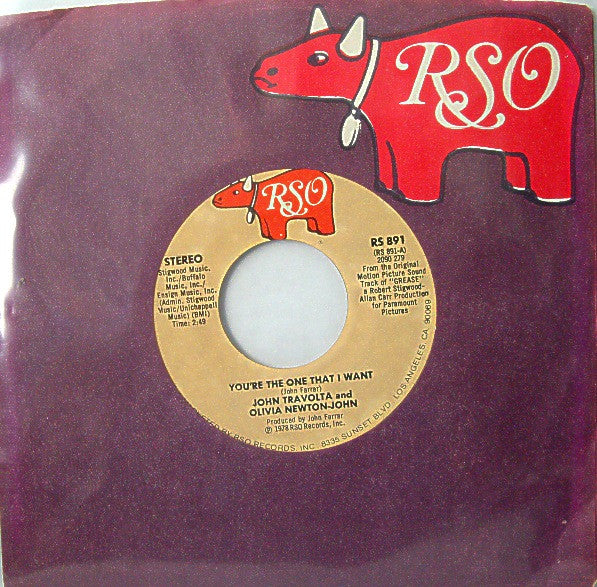 RSO
RSO
STEREO
Stigwood Music,
Inc./Buffalo
Music, Inc./
Ensign Music, Inc.
(Admin. Stigwood
Music/Unichappell
Music) (BMI)
Time: 2:49
RS 891
(RS 891-A)
2090 279
From the Original
Motion Picture Sound
Track of "GREASE"
a Robert Stigwood-
Allan Carr Production
for Paramount
Pictures
YOU'RE THE ONE THAT I WANT
(John Farrar)
JOHN TRAVOLTA and
OLIVIA NEWTON-JOHN
Produced by John Farrar
℗ 1978 RSO Records, Inc.
BY RSO RECORDS, INC. 8335 SUNSET BLVD. LOS ANGELES, CA. 90069